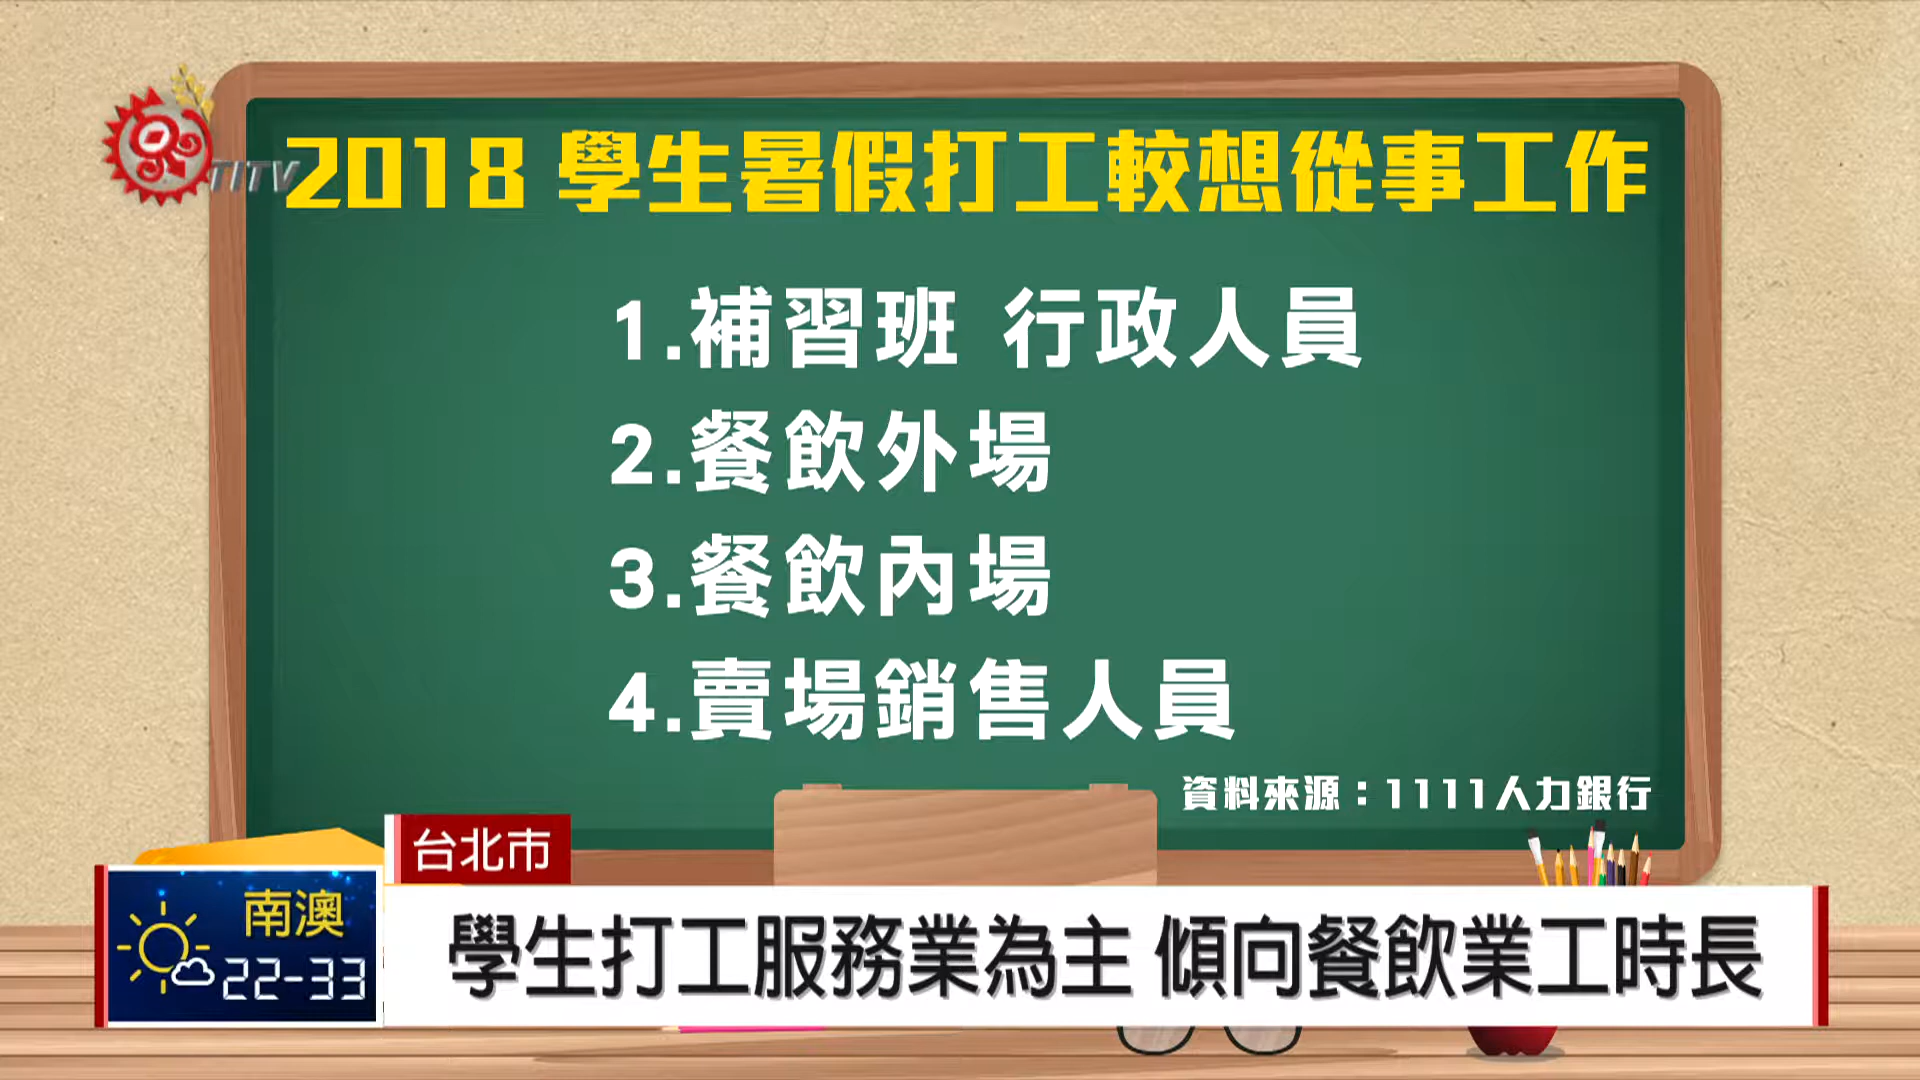 TITV
2018 學生暑假打工較想從事工作
1.補習班 行政人員
2.餐飲外場
3.餐飲內場
4.賣場銷售人員
資料來源：1111人力銀行
台北市
南澳
22-33
學生打工服務業為主 傾向餐飲業工時長